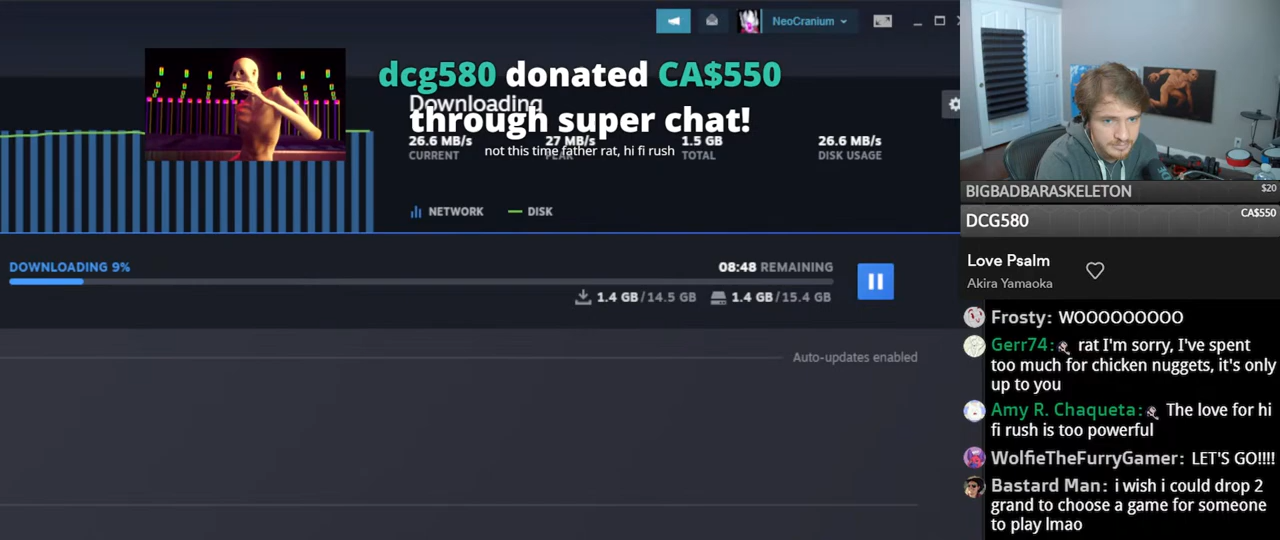 NeoCranium
dcg580 donated CA$550
through super chat!
not this time father rat, hi fi rush
Downloading
26.6 MB/s
CURRENT
27 MB/s
PEAK
1.5 GB
TOTAL
26.6 MB/s
DISK USAGE
NETWORK
DISK
DOWNLOADING 9%
08:48 REMAINING
1.4 GB/14.5 GB
1.4 GB/15.4 GB
Auto-updates enabled
BIGBADBARASKELETON
$20
DCG580
CA$550
Love Psalm
Akira Yamaoka
Frosty: WOOOOOOOOO
Gerr74: rat I'm sorry, I've spent
too much for chicken nuggets, it's only
up to you
Amy R. Chaqueta: The love for hi
fi rush is too powerful
WolfieTheFurryGamer: LET'S GO!!!!
Bastard Man: i wish i could drop 2
grand to choose a game for someone
to play lmao